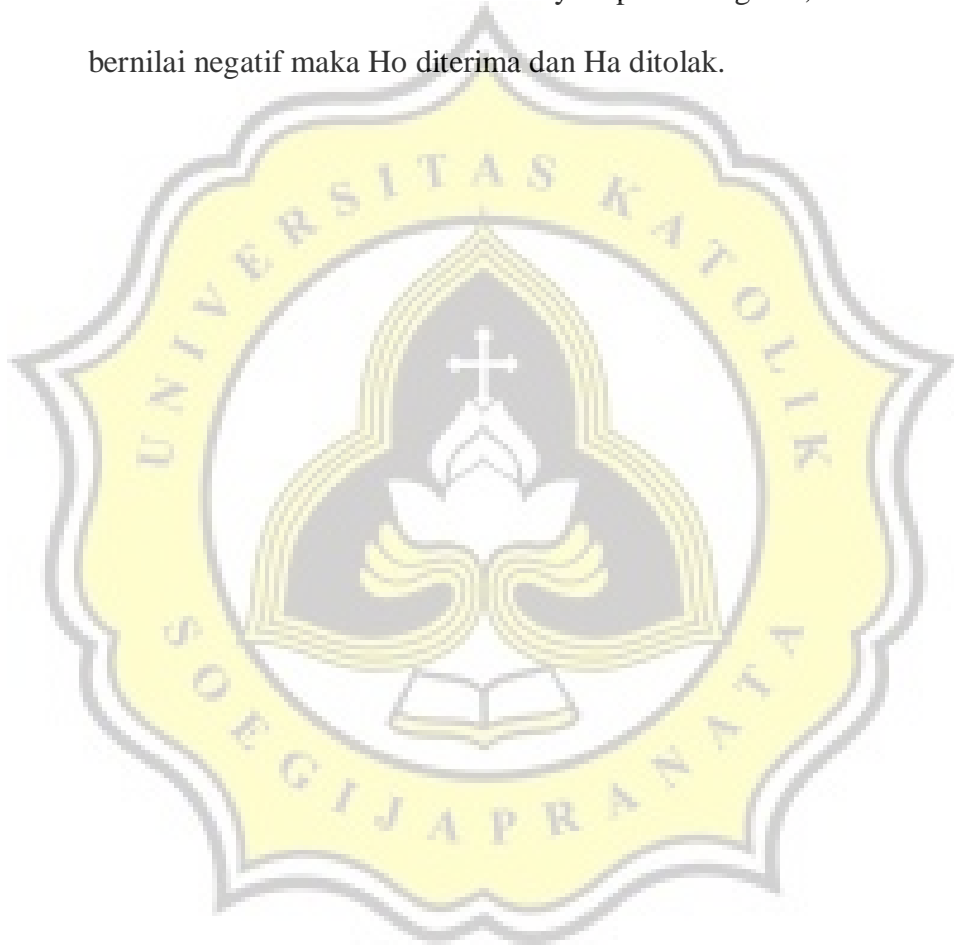 bernilai negatif maka Ho diterima dan Ha ditolak.
UNIVERSITAS KATOLIK
SOEGIJAPRANATA